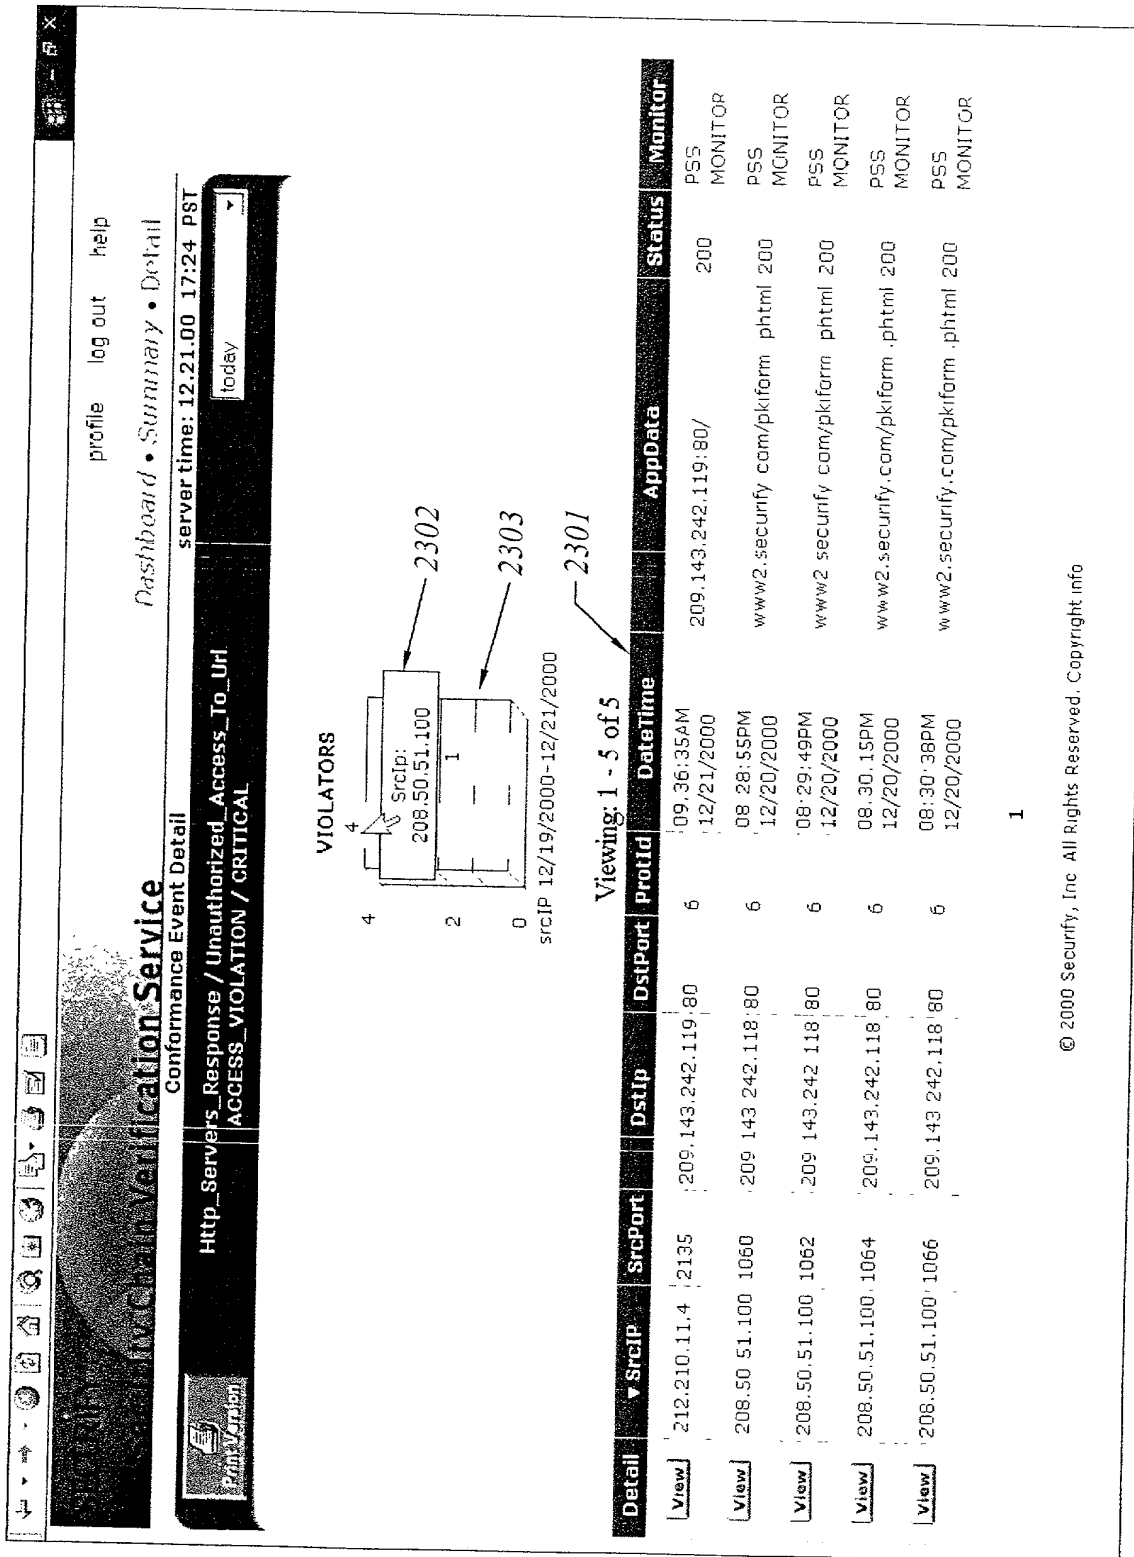 profile log out help
Security Chain Verification Service
Dashboard • Summary • Detail
Conformance Event Detail
server time: 12.21.00 17:24 PST
Print Version
Http_Servers_Response / Unauthorized_Access_To_Url
ACCESS_VIOLATION / CRITICAL
today
VIOLATORS
4
4
SrcIp:
208.50.51.100
2302
2
1
2303
0
srcIP 12/19/2000-12/21/2000
Viewing: 1 - 5 of 5
2301
Detail ▼SrcIP SrcPort DstIp DstPort ProtId DateTime AppData Status Monitor
View 212.210.11.4 2135 209.143.242.119 80 6 09.36:35AM 209.143.242.119:80/ 200 PSS
12/21/2000 MONITOR
View 208.50 51.100 1060 209 143 242.118 80 6 08 28:55PM www2.securify com/pkiform phtml 200 PSS
12/20/2000 MONITOR
View 208.50.51.100 1062 209 143.242 118 80 6 08:29:49PM www2 securify com/pkiform phtml 200 PSS
12/20/2000 MONITOR
View 208.50.51.100 1064 209.143.242.118 80 6 08.30.15PM www2.securify.com/pkiform .phtml 200 PSS
12/20/2000 MONITOR
View 208.50.51.100 1066 209.143 242.118 80 6 08:30:38PM www2.securify.com/pkiform .phtml 200 PSS
12/20/2000 MONITOR
1
© 2000 Securify, Inc All Rights Reserved. Copyright info